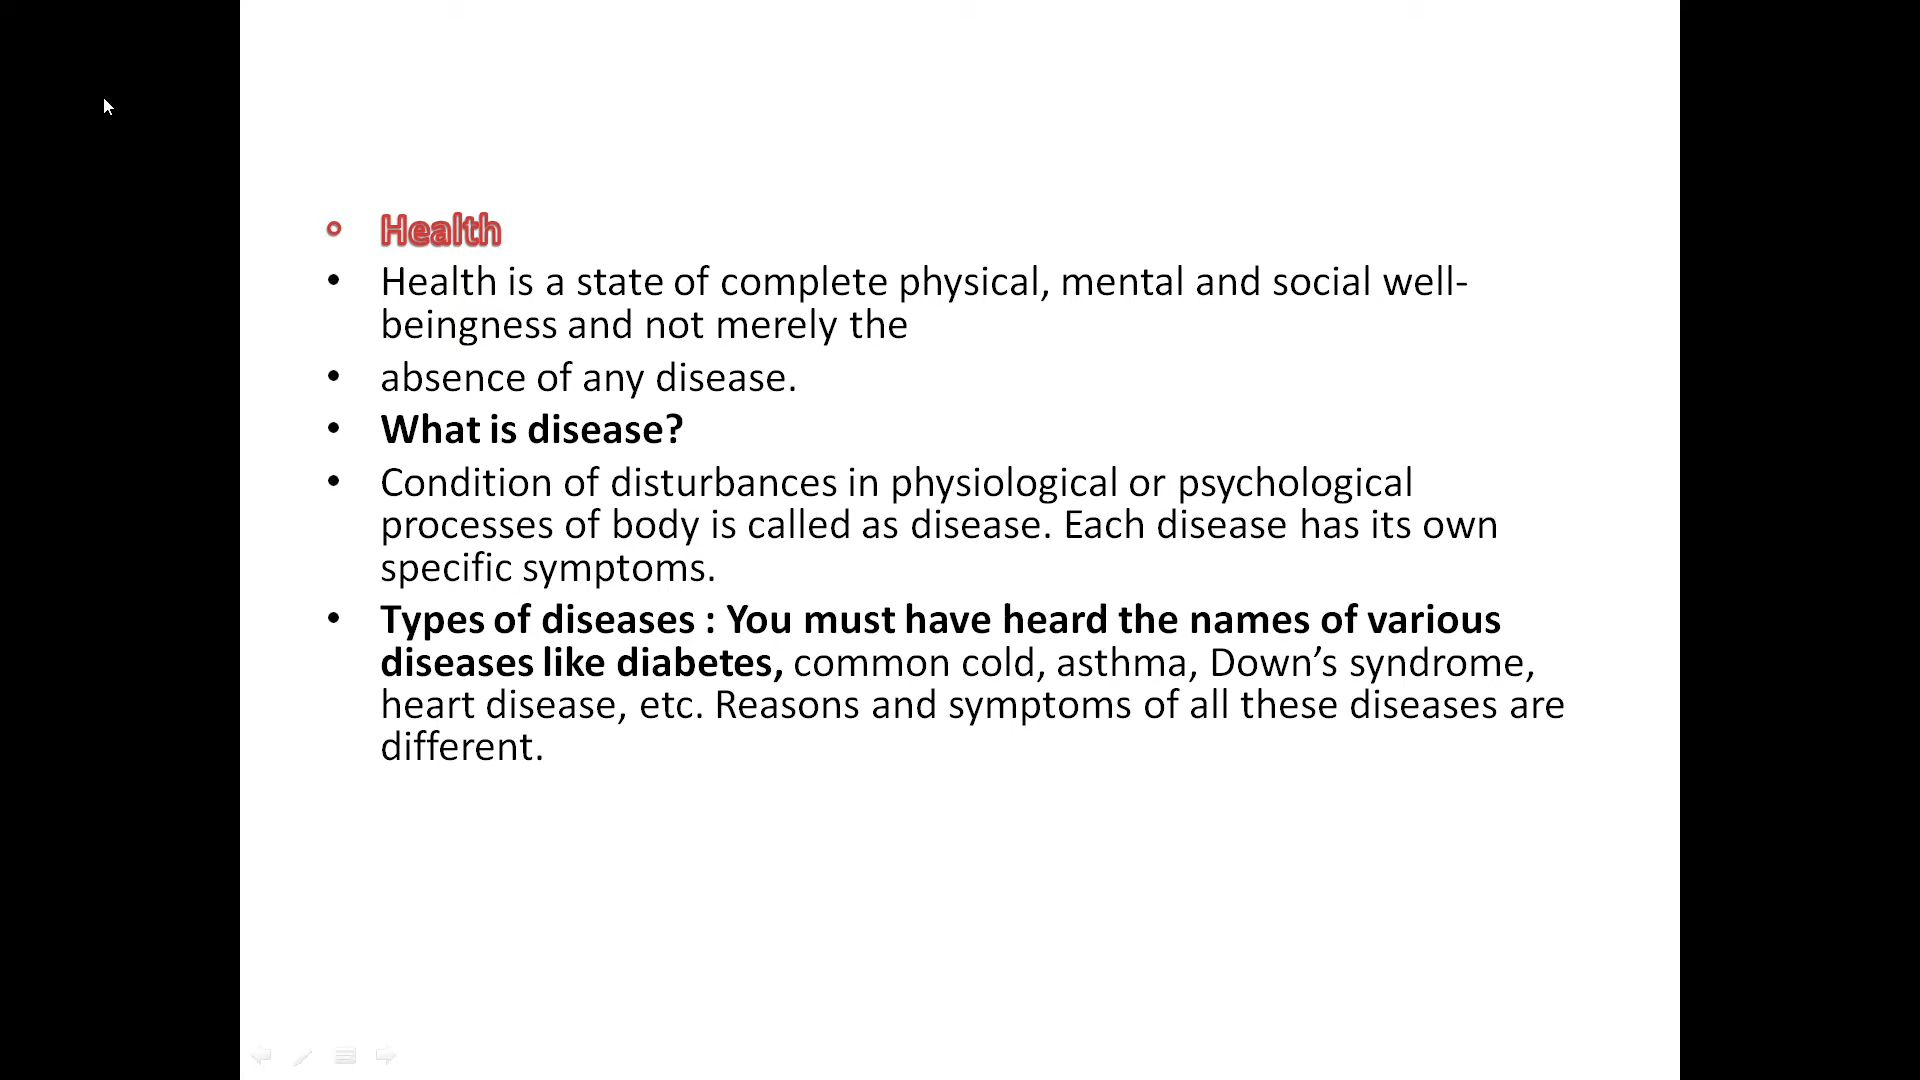 • Health
• Health is a state of complete physical, mental and social well-
beingness and not merely the
• absence of any disease.
• What is disease?
• Condition of disturbances in physiological or psychological
processes of body is called as disease. Each disease has its own
specific symptoms.
• Types of diseases : You must have heard the names of various
diseases like diabetes, common cold, asthma, Down’s syndrome,
heart disease, etc. Reasons and symptoms of all these diseases are
different.